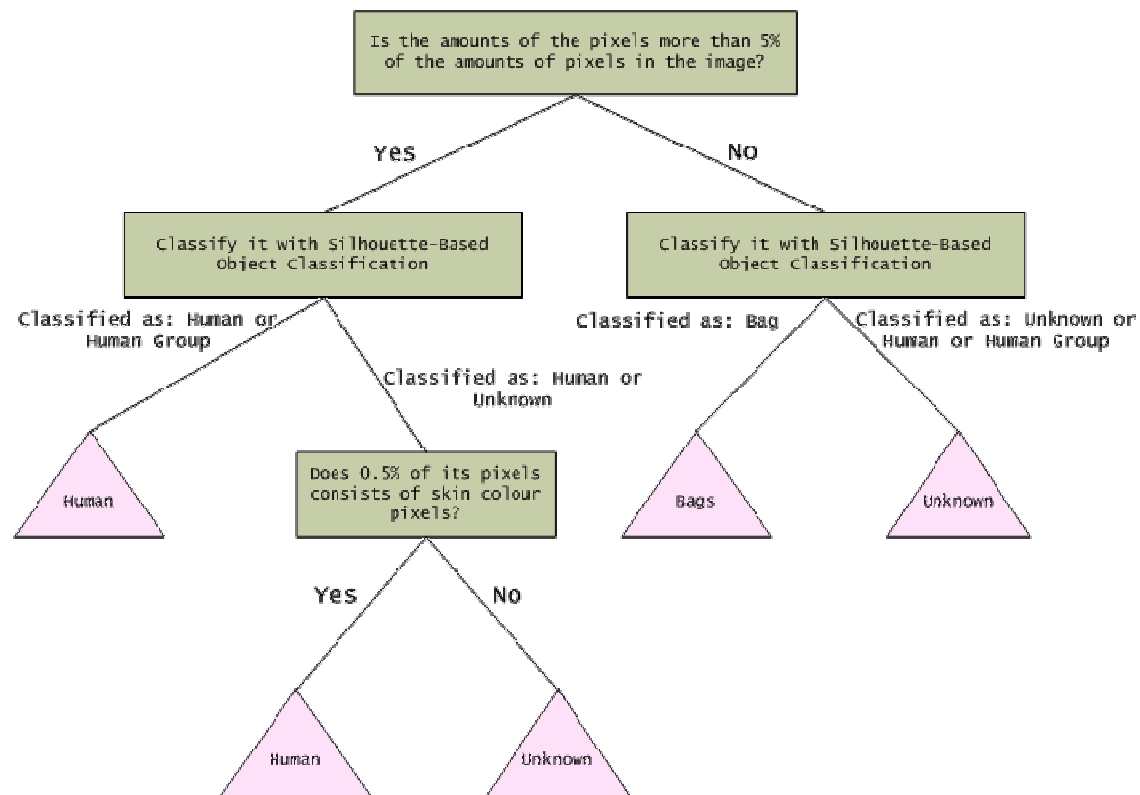 Is the amounts of the pixels more than 5%
of the amounts of pixels in the image?
Yes
No
Classify it with Silhouette-Based
Object Classification
Classify it with Silhouette-Based
Object Classification
Classified as: Human or
Human Group
Classified as: Human or
Unknown
Classified as: Bag
Classified as: Unknown or
Human or Human Group
Human
Does 0.5% of its pixels
consists of skin colour
pixels?
Bags
Unknown
Yes
No
Human
Unknown